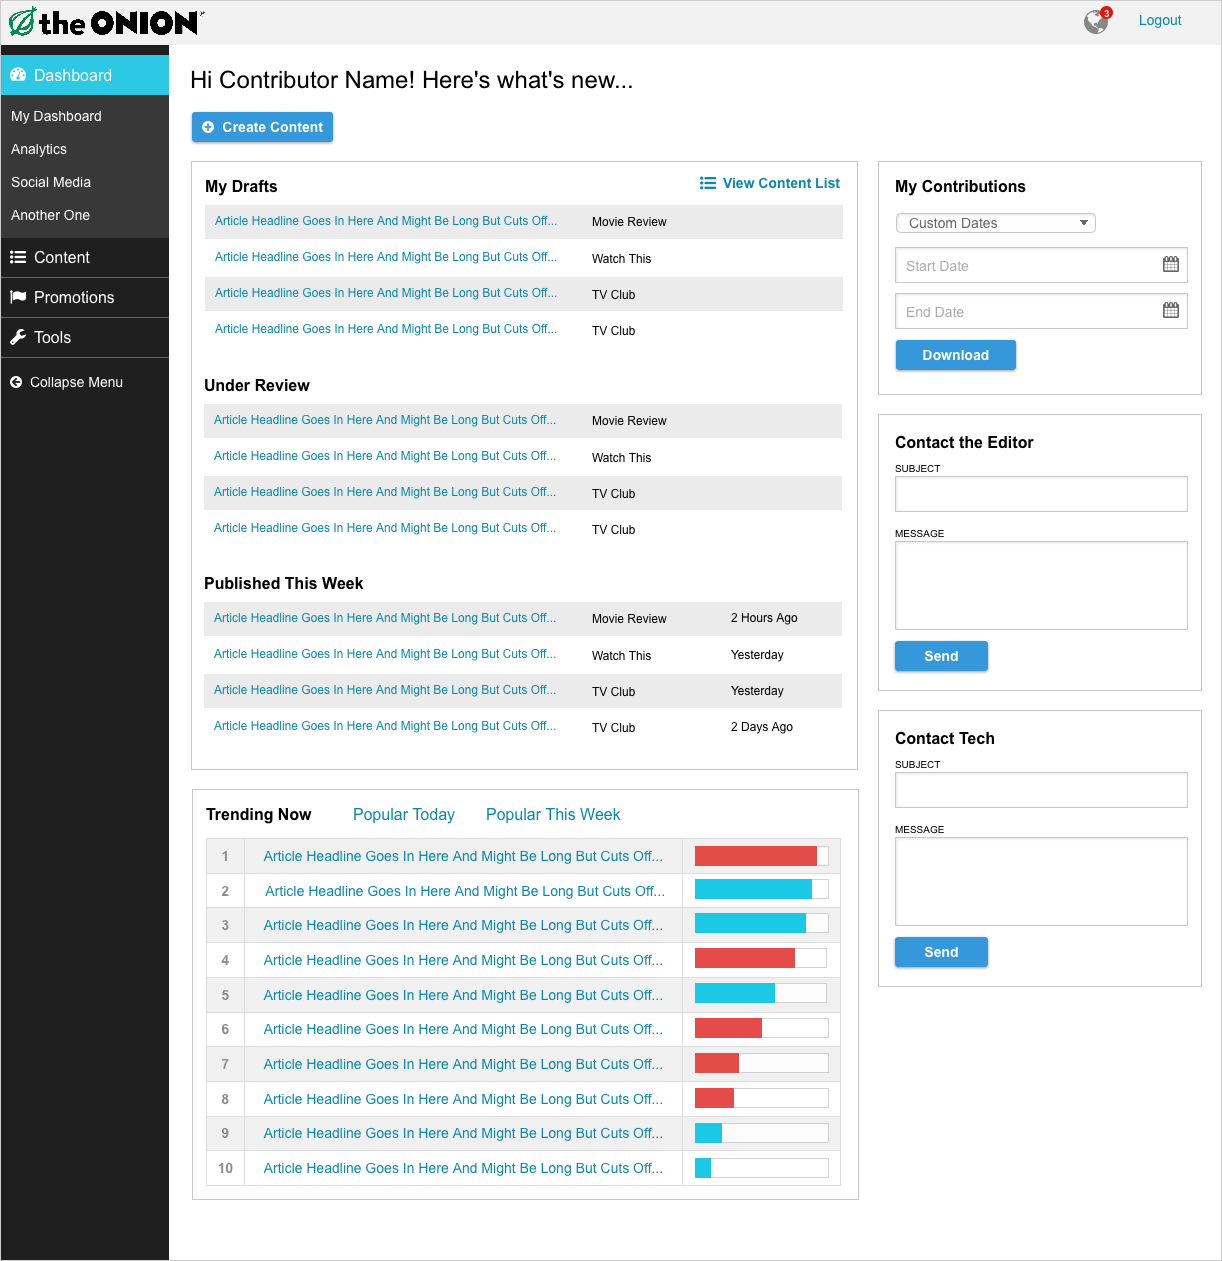 the ONION
3
Logout
Dashboard
My Dashboard
Analytics
Social Media
Another One
Content
Promotions
Tools
Collapse Menu
Hi Contributor Name! Here's what's new...
Create Content
My Drafts
View Content List
Article Headline Goes In Here And Might Be Long But Cuts Off... Movie Review
Article Headline Goes In Here And Might Be Long But Cuts Off... Watch This
Article Headline Goes In Here And Might Be Long But Cuts Off... TV Club
Article Headline Goes In Here And Might Be Long But Cuts Off... TV Club
Under Review
Article Headline Goes In Here And Might Be Long But Cuts Off... Movie Review
Article Headline Goes In Here And Might Be Long But Cuts Off... Watch This
Article Headline Goes In Here And Might Be Long But Cuts Off... TV Club
Article Headline Goes In Here And Might Be Long But Cuts Off... TV Club
Published This Week
Article Headline Goes In Here And Might Be Long But Cuts Off... Movie Review 2 Hours Ago
Article Headline Goes In Here And Might Be Long But Cuts Off... Watch This Yesterday
Article Headline Goes In Here And Might Be Long But Cuts Off... TV Club Yesterday
Article Headline Goes In Here And Might Be Long But Cuts Off... TV Club 2 Days Ago
Trending Now Popular Today Popular This Week
1 Article Headline Goes In Here And Might Be Long But Cuts Off...
2 Article Headline Goes In Here And Might Be Long But Cuts Off...
3 Article Headline Goes In Here And Might Be Long But Cuts Off...
4 Article Headline Goes In Here And Might Be Long But Cuts Off...
5 Article Headline Goes In Here And Might Be Long But Cuts Off...
6 Article Headline Goes In Here And Might Be Long But Cuts Off...
7 Article Headline Goes In Here And Might Be Long But Cuts Off...
8 Article Headline Goes In Here And Might Be Long But Cuts Off...
9 Article Headline Goes In Here And Might Be Long But Cuts Off...
10 Article Headline Goes In Here And Might Be Long But Cuts Off...
My Contributions
Custom Dates
Start Date
End Date
Download
Contact the Editor
SUBJECT
MESSAGE
Send
Contact Tech
SUBJECT
MESSAGE
Send